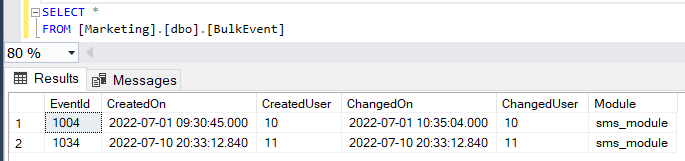 SELECT *
FROM [Marketing].[dbo].[BulkEvent]
80 %
Results Messages
EventId CreatedOn CreatedUser ChangedOn ChangedUser Module
1 1004 2022-07-01 09:30:45.000 10 2022-07-01 10:35:04.000 10 sms_module
2 1034 2022-07-10 20:33:12.840 11 2022-07-10 20:33:12.840 11 sms_module